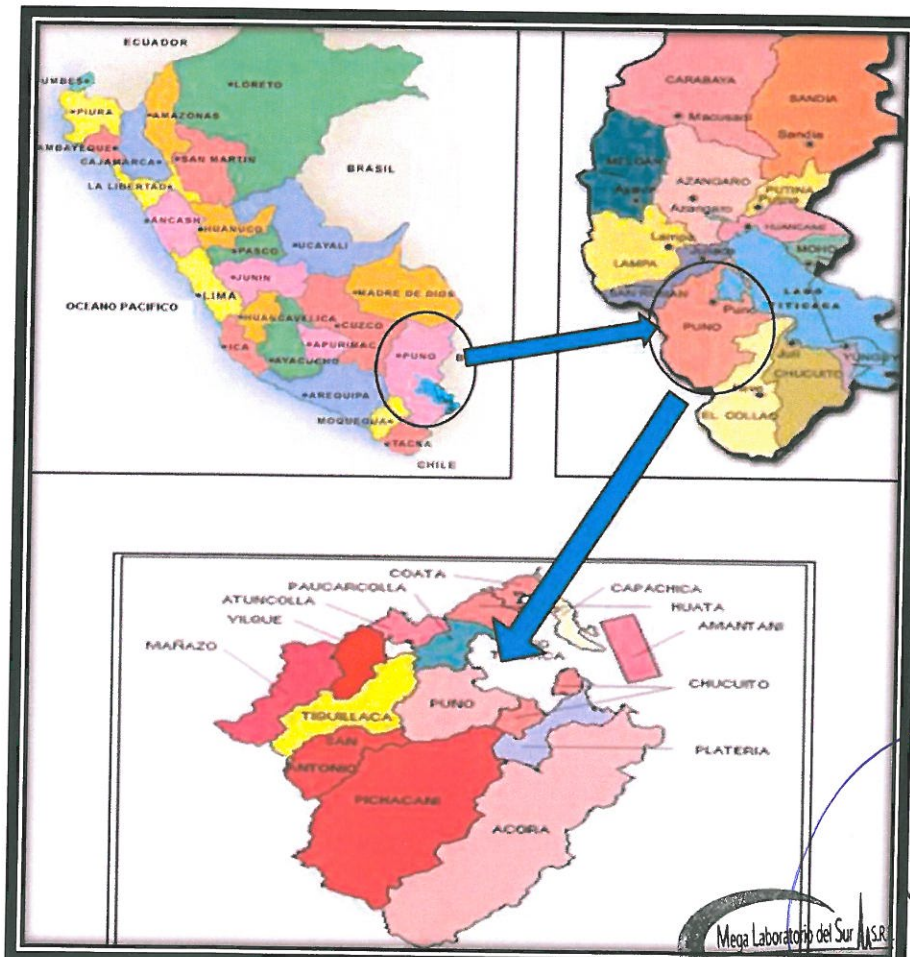 ECUADOR
UMBES
LORETO
PIURA
AMAZONAS
AMBAYEQUE
CAJAMARCA
SAN MARTIN
BRASIL
LA LIBERTAD
ANCASH
HUANUCO
PASCO
UCAYALI
JUNIN
LIMA
MADRE DE DIOS
OCEANO PACIFICO
HUANCAVELICA
CUZCO
ICA
APURIMAC
PUNO
B
AYACUCHO
AREQUIPA
MOQUEGUA
TACNA
CHILE
CARABAYA
SANDIA
Macusani
Sandia
MELGAR
AZANGARO
Azangaro
PUTINA
HUANCANE
Lampa
MOHO
LAMPA
LAGO
TITICACA
SAN ROMAN
Puno
PUNO
Juli
YUNGUY
CHUCUITO
EL COLLAO
COATA
PAUCARCOLLA
CAPACHICA
ATUNCOLLA
HUATA
VILQUE
AMANTANI
MAÑAZO
CHUCUITO
PUNO
TIQUILLACA
PLATERIA
SAN
ANTONIO
PICHACANI
ACORA
Mega Laboratorio del Sur S.R